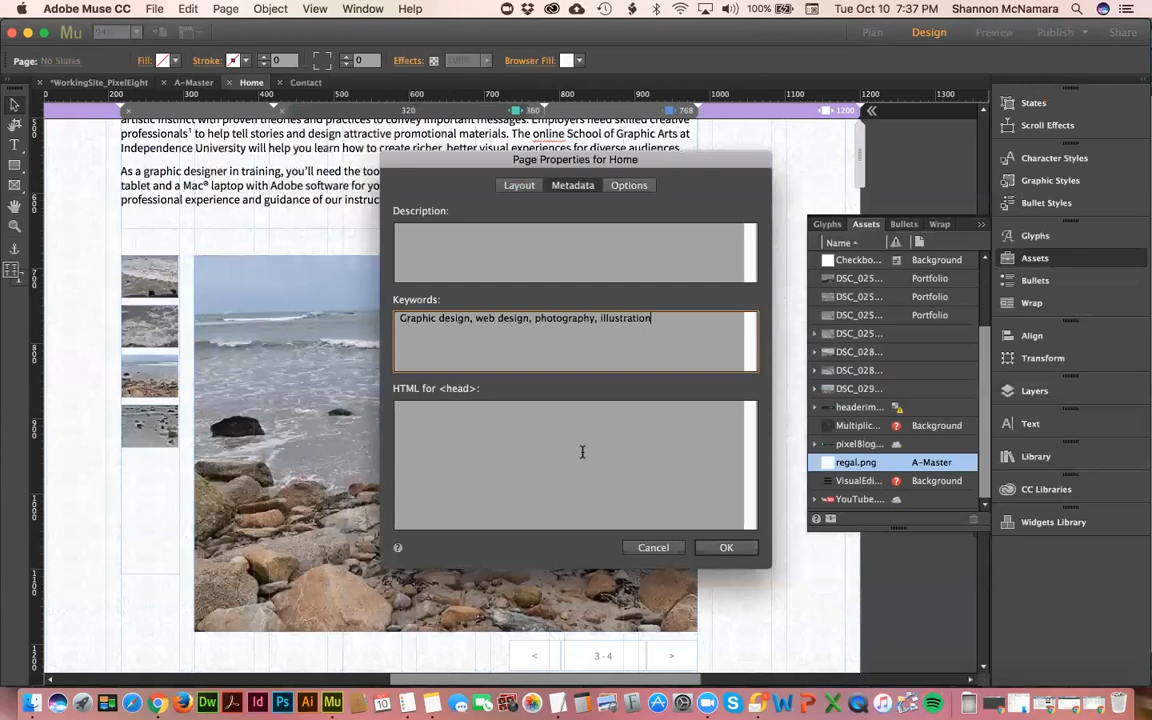 Adobe Muse CC File Edit Page Object View Window Help 100% Tue Oct 10 7:37 PM Shannon McNamara
Mu Plan Design Preview Publish Share
Page: No States Fill: Stroke: 0 0 Effects: Browser Fill:
*WorkingSite_PixelEight A-Master Home Contact
0 200 300 320 380 500 600 700 768 800 900 1000 1100 1200 1300
artistic instinct with proven theories and practices to convey important messages. Employers need skilled creative
professionals¹ to help tell stories and design attractive promotional materials. The online School of Graphic Arts at
Independence University will help you learn how to create richer, better visual experiences for diverse audiences.
As a graphic designer in training, you'll need the too
tablet and a Mac® laptop with Adobe software for yo
professional experience and guidance of our instruc
Page Properties for Home
Layout Metadata Options
Description:
Keywords:
Graphic design, web design, photography, illustration
HTML for <head>:
Cancel OK
Glyphs Assets Bullets Wrap
Name
Checkbo... Background
DSC_025... Portfolio
DSC_025... Portfolio
DSC_025... Portfolio
DSC_025...
DSC_028...
DSC_028...
DSC_029...
headerim...
Multiplic... Background
pixel8log...
regal.png A-Master
VisualEdi... Background
YouTube....
States
Scroll Effects
Character Styles
Graphic Styles
Bullet Styles
Glyphs
Assets
Bullets
Wrap
Align
Transform
Layers
Text
Library
CC Libraries
Widgets Library
< 3 - 4 >
Dw Id Ps Ai Mu